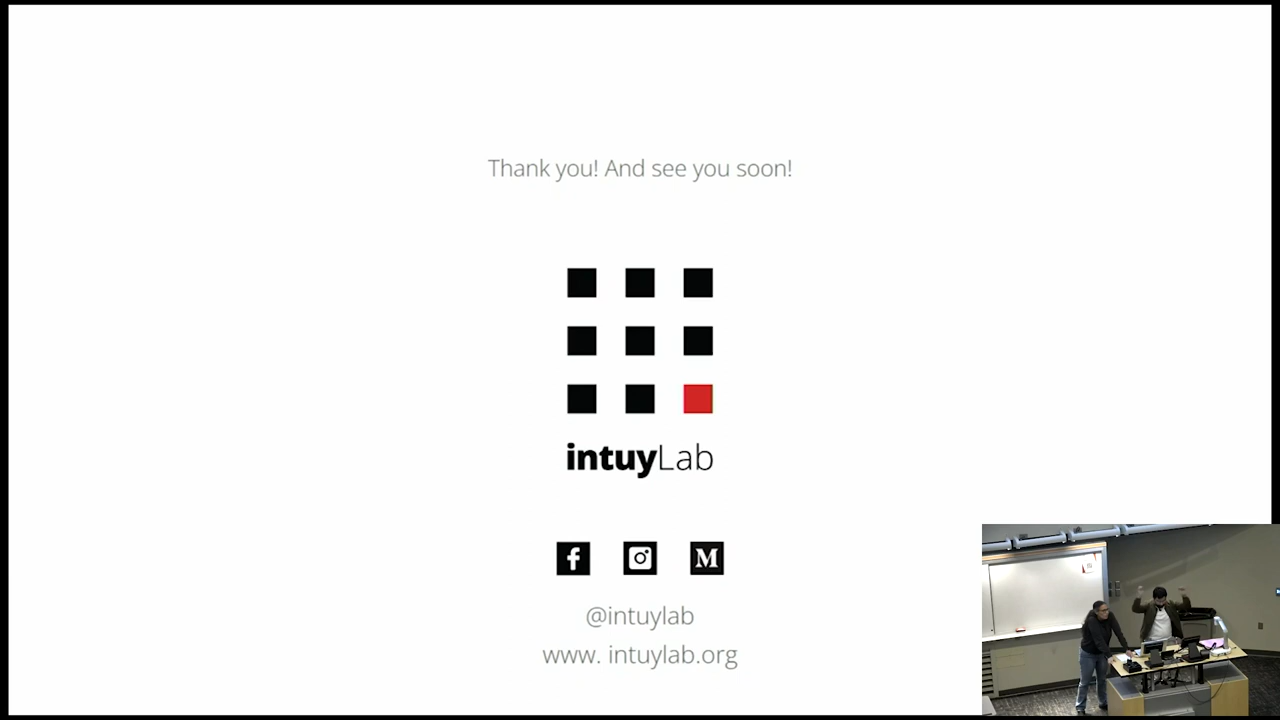 Thank you! And see you soon!
intuyLab
f
M
@intuylab
www. intuylab.org